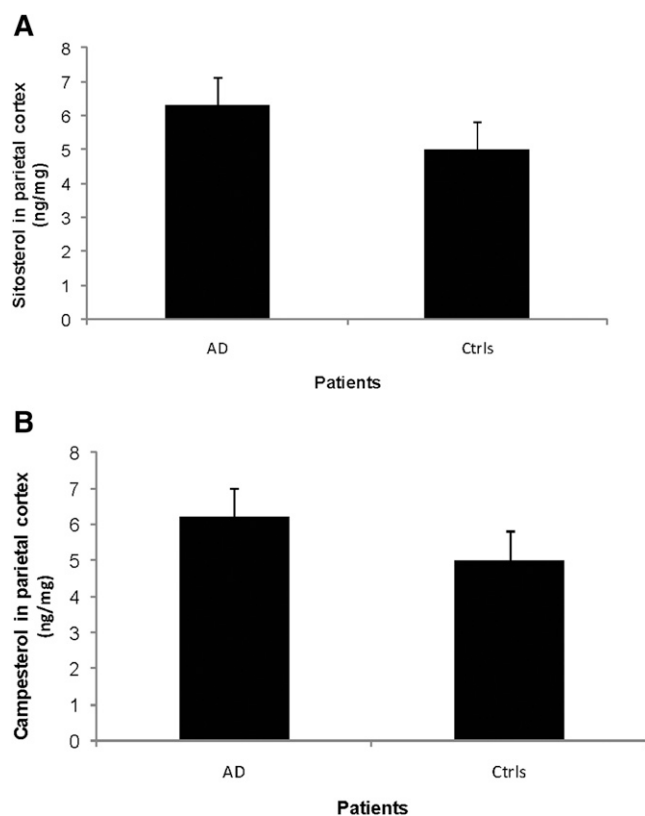 A
Sitosterol in parietal cortex
(ng/mg)
8
7
6
5
4
3
2
1
0
AD
Ctrls
Patients
B
Campesterol in parietal cortex
(ng/mg)
8
7
6
5
4
3
2
1
0
AD
Ctrls
Patients